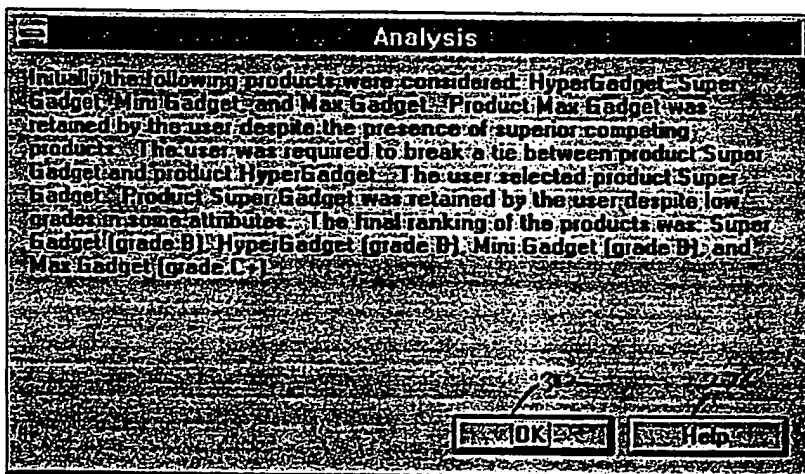 Analysis
Initially the following products were considered: HyperGadget, Super
Gadget, Mini Gadget, and Max Gadget. Product Max Gadget was
retained by the user despite the presence of superior competing
products. The user was required to break a tie between product Super
Gadget and product HyperGadget. The user selected product Super
Gadget. Product Super Gadget was retained by the user despite low
grades in some attributes. The final ranking of the products was: Super
Gadget (grade B), HyperGadget (grade B), Mini Gadget (grade B), and
Max Gadget (grade C+).
OK
Help